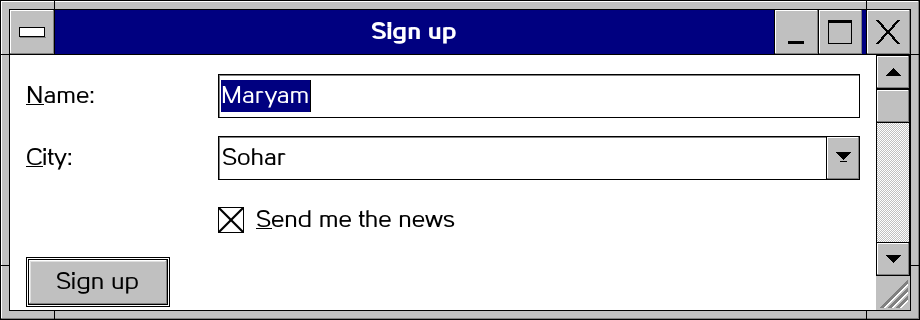 Sign up
Name:
Maryam
City:
Sohar
Send me the news
Sign up